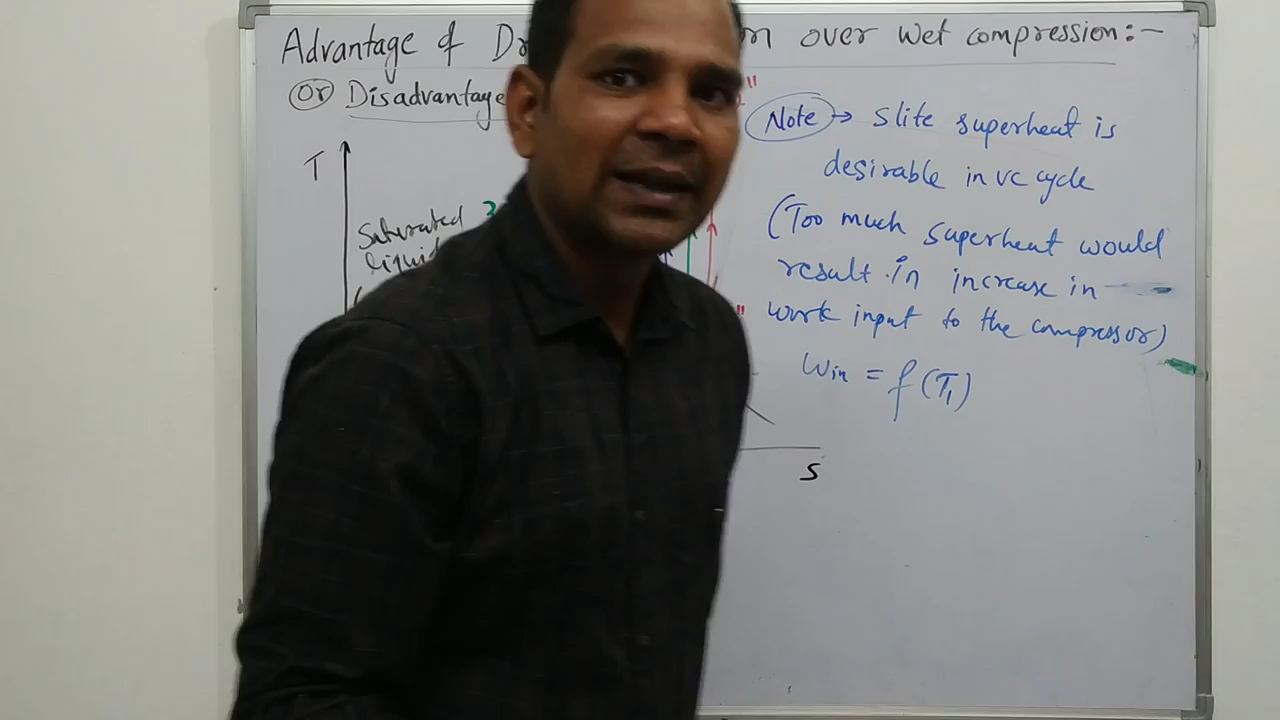 Advantage of over wet compression:-
(or) Disadvantage
Note → slite superheat is
desirable in vc cycle
(Too much superheat would
result in increase in
work input to the compressor)
Win = f(T₁)
T
saturated 3
liquid
S